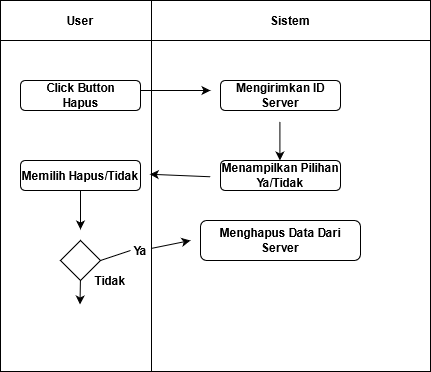 User
Sistem
Click Button
Hapus
Mengirimkan ID
Server
Memilih Hapus/Tidak
Menampilkan Pilihan
Ya/Tidak
Ya
Menghapus Data Dari
Server
Tidak